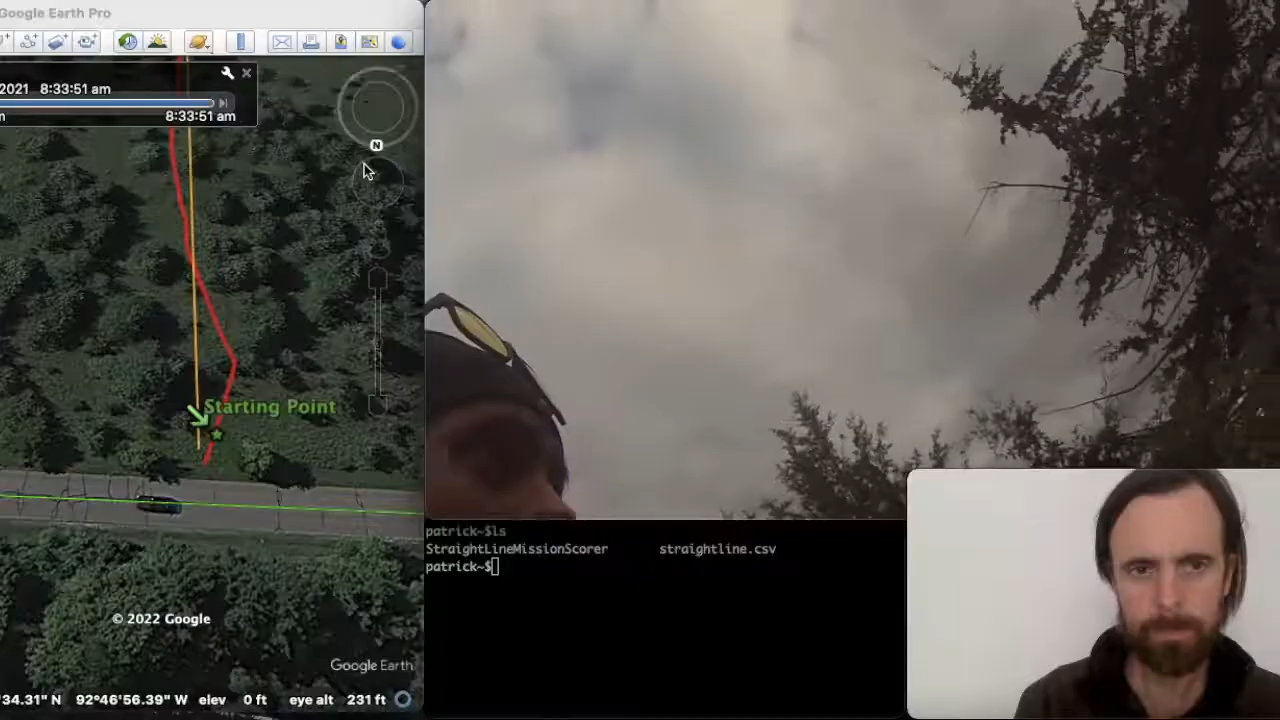 Google Earth Pro
2021 8:33:51 am
8:33:51 am
N
Starting Point
© 2022 Google
Google Earth
'34.31" N 92°46'56.39" W elev 0 ft eye alt 231 ft
patrick~$ls
StraightLineMissionScorer straightline.csv
patrick~$